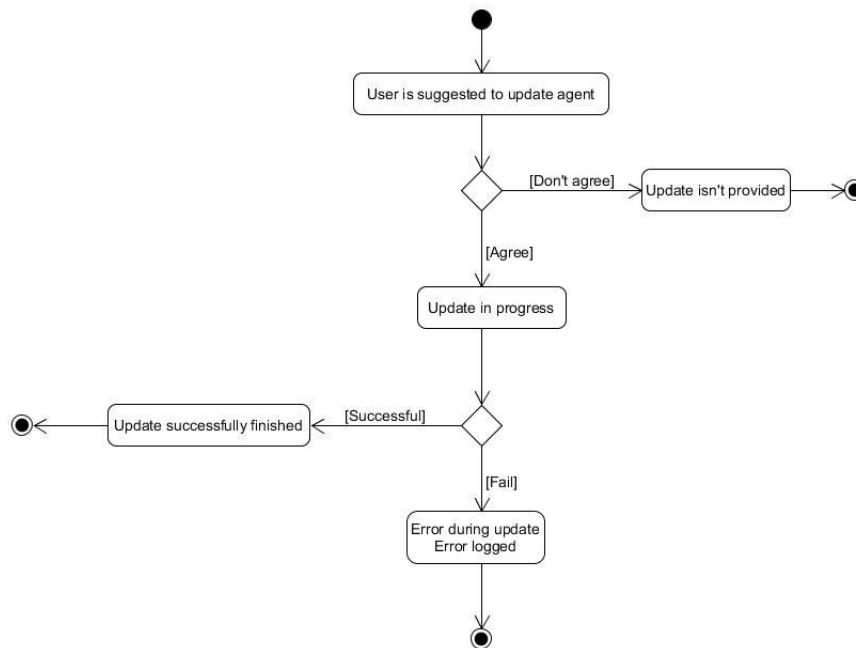 User is suggested to update agent
[Don't agree]
Update isn't provided
[Agree]
Update in progress
[Successful]
Update successfully finished
[Fail]
Error during update
Error logged